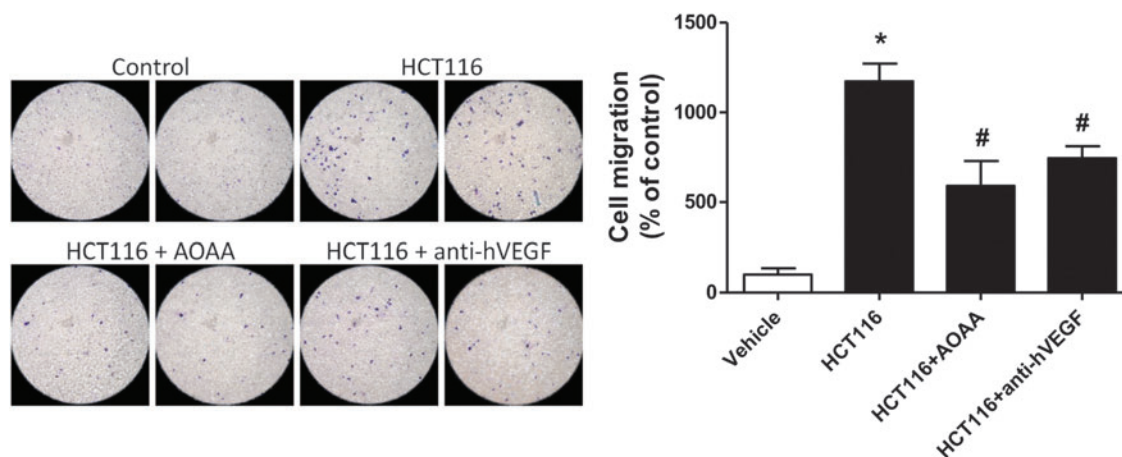 Control
HCT116
HCT116 + AOAA
HCT116 + anti-hVEGF
Cell migration
(% of control)
1500
1000
500
0
*
#
#
Vehicle
HCT116
HCT116+AOAA
HCT116+anti-hVEGF